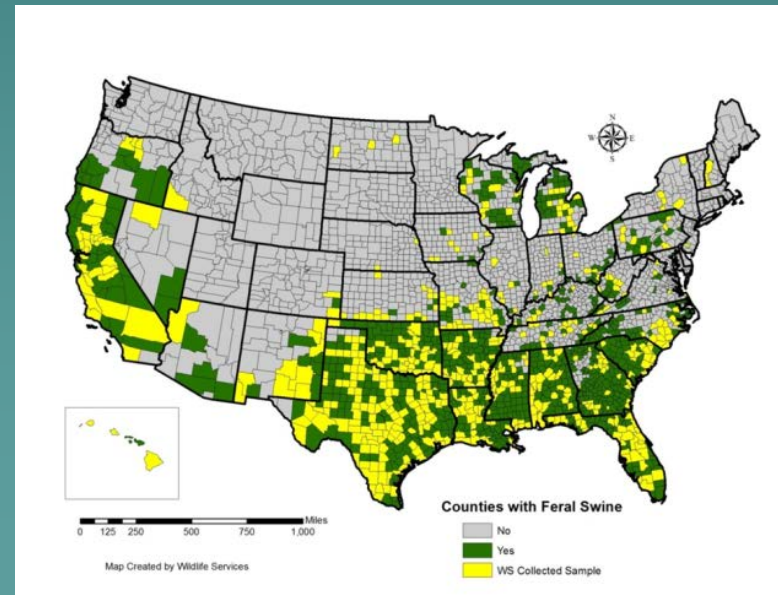 N
W E
S
Counties with Feral Swine
No
Yes
WS Collected Sample
Miles
0 125 250 500 750 1,000
Map Created by Wildlife Services